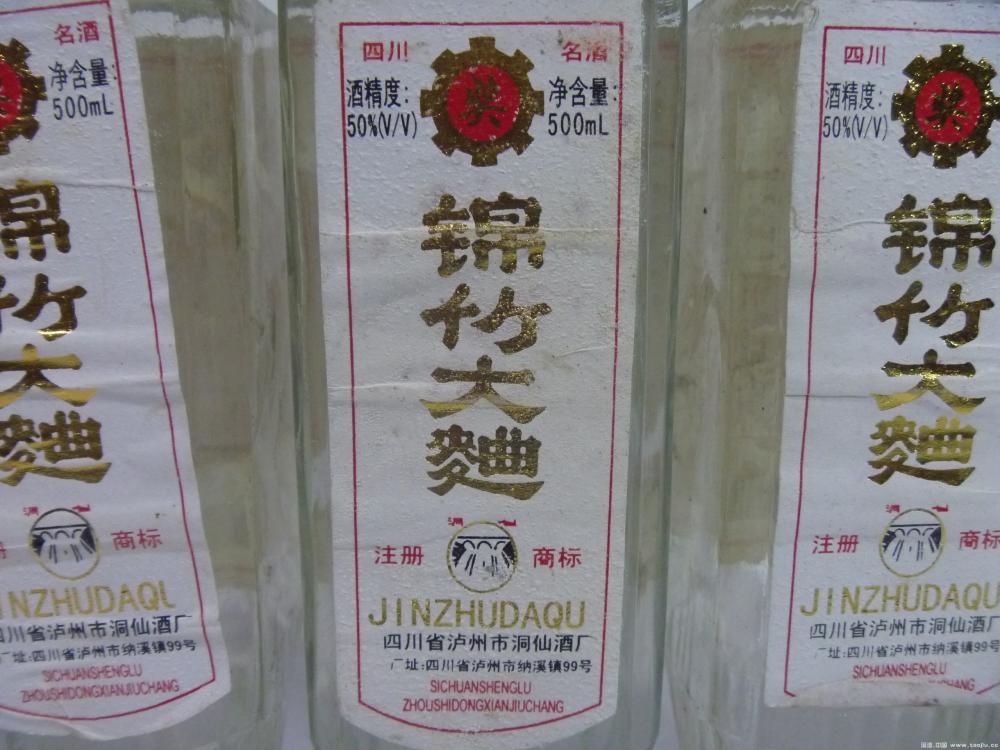 名酒
净含量:
500mL
奖
锦
竹
大
麯
商标
INZHUDAQU
四川省泸州市洞仙酒厂
厂址:四川省泸州市纳溪镇99号
SICHUANSHENGLU
ZHOUSHIDONGXIANJIUCHANG
四川 名酒
酒精度: 净含量:
50%(V/V) 500mL
奖
锦
竹
大
麯
注册 商标
JINZHUDAQU
四川省泸州市洞仙酒厂
厂址:四川省泸州市纳溪镇99号
SICHUANSHENGLU
ZHOUSHIDONGXIANJIUCHANG
四川
酒精度:
50%(V/V)
奖
锦
竹
大
麯
注册 商标
JINZHUDAQU
四川省泸州市洞仙酒厂
厂址:四川省泸州市纳溪镇99号
SICHUANSHENGLU
www.taojiu.co